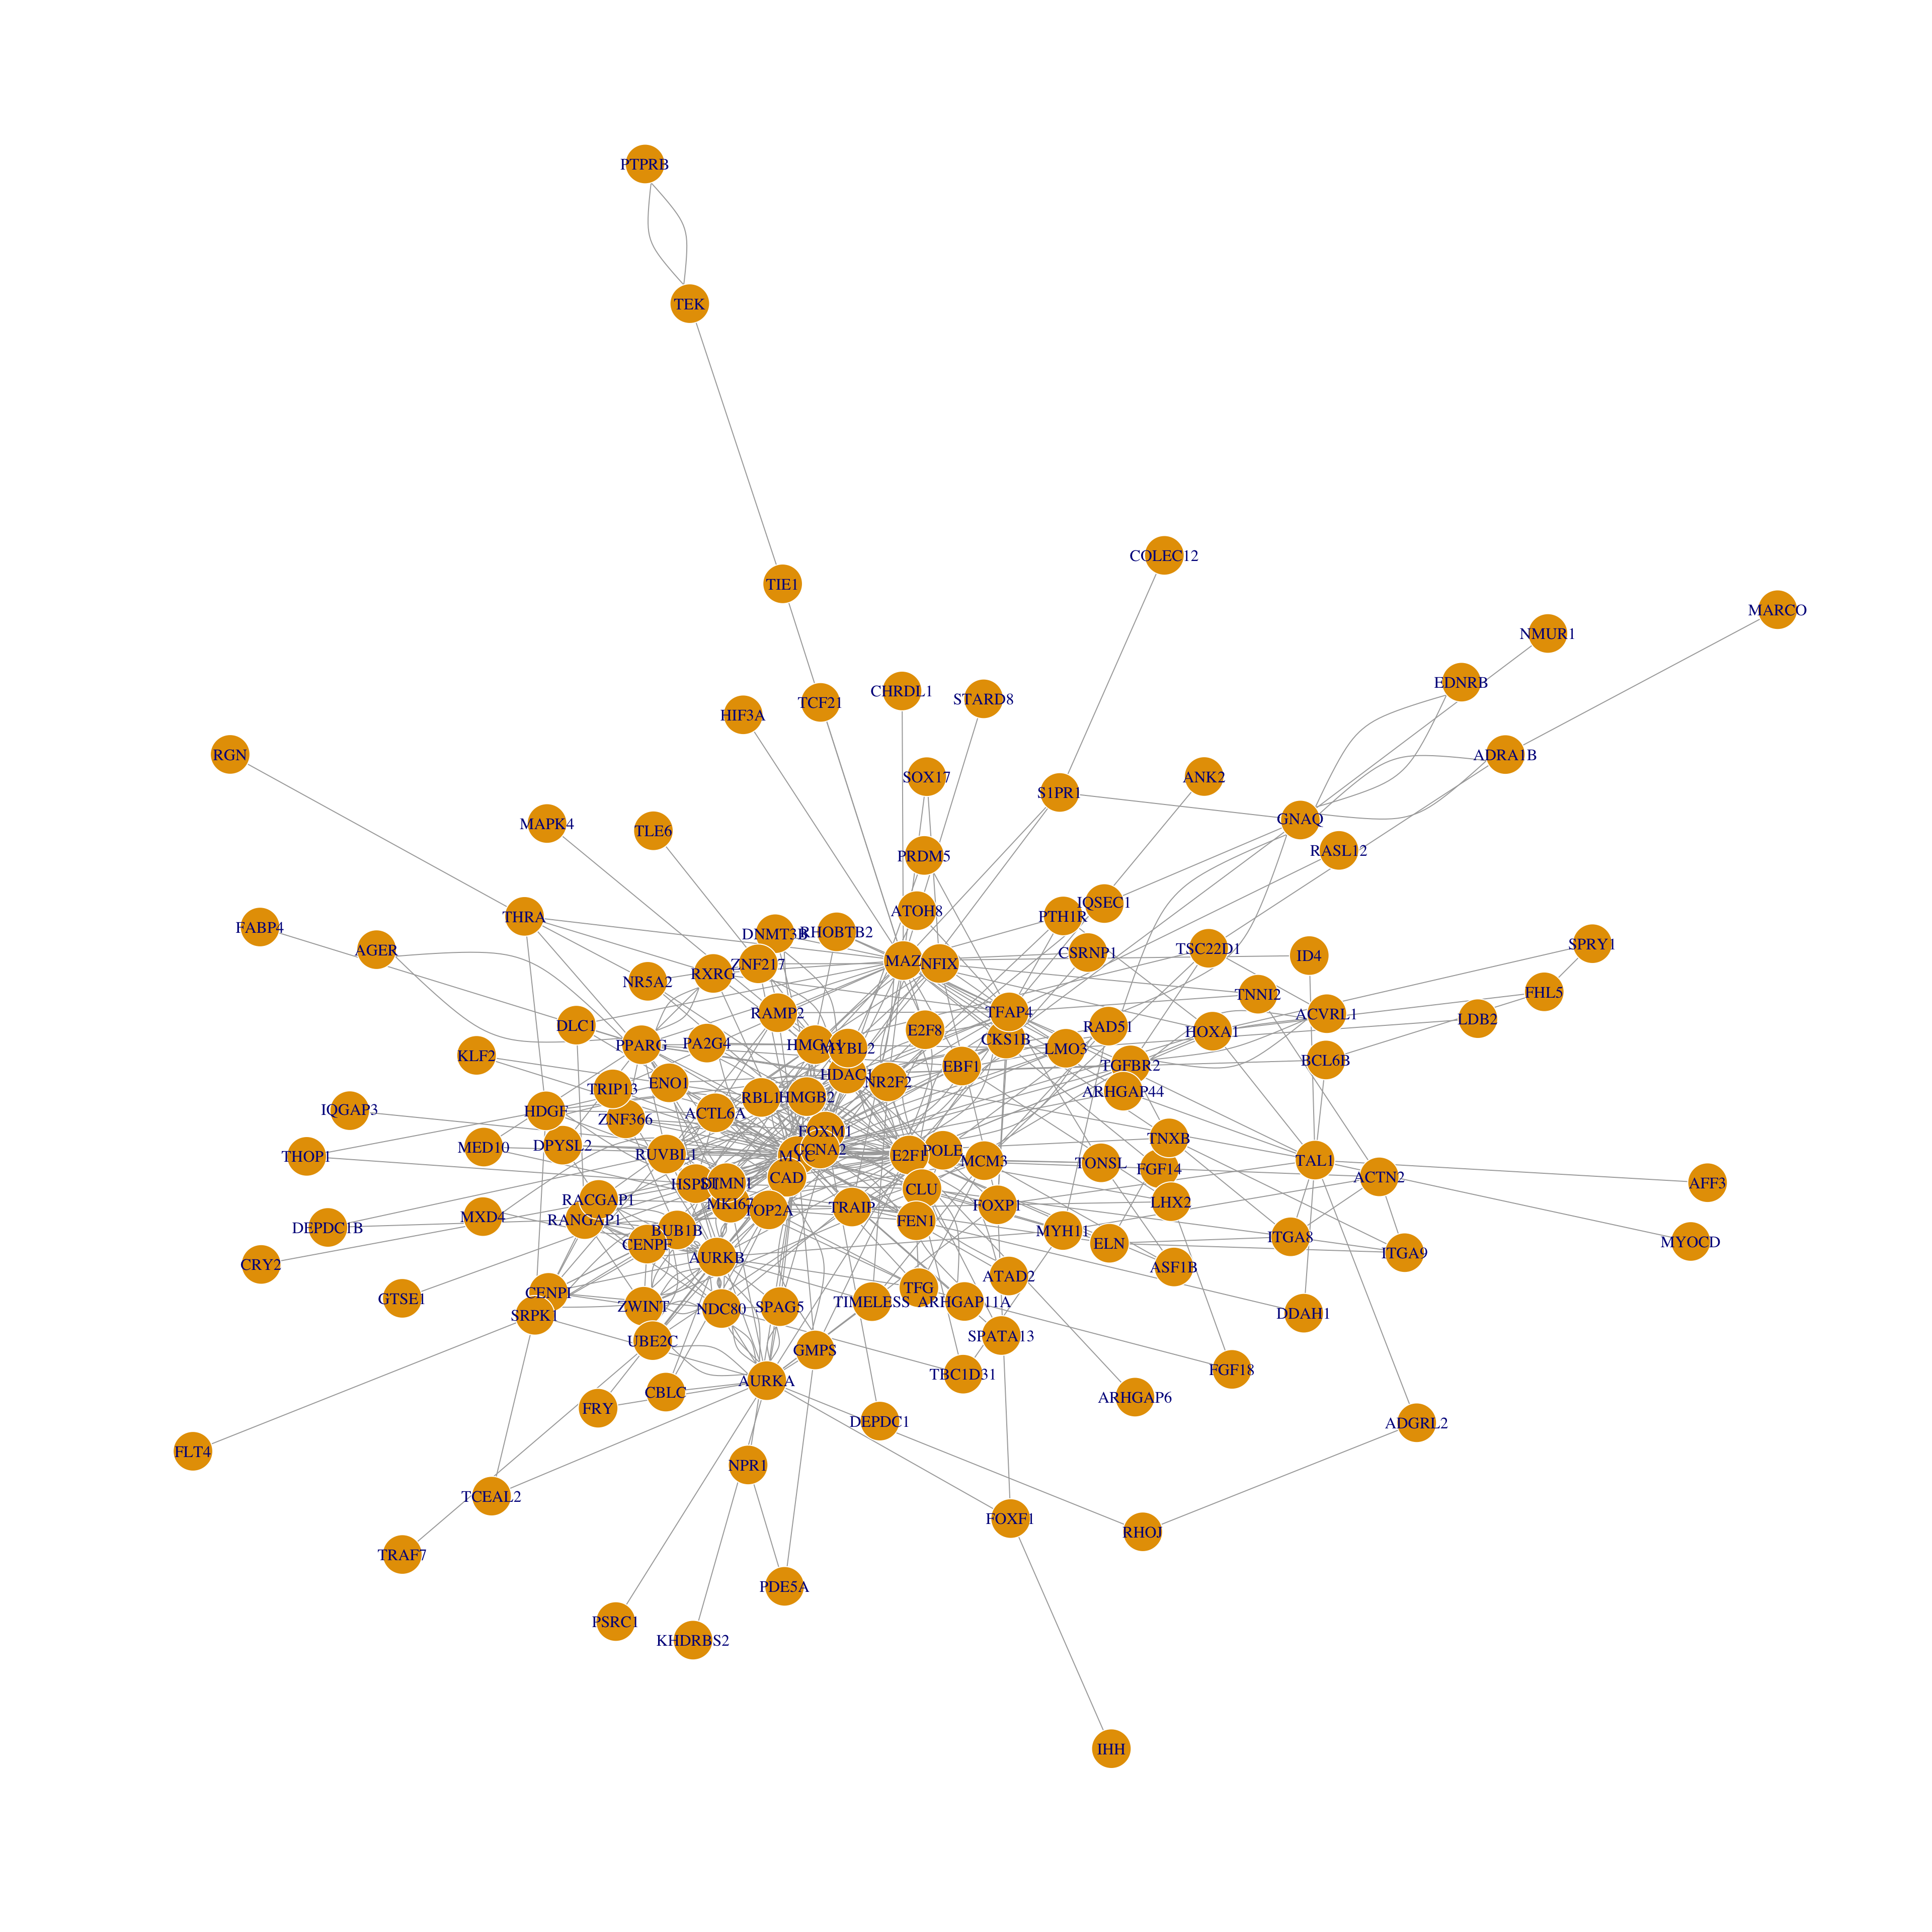 PTPRB
TEK
COLEC12
TIE1
MARCO
NMUR1
EDNRB
CHRDL1
STARD8
TCF21
HIF3A
RGN
ADRA1B
SOX17
ANK2
S1PR1
GNAQ
MAPK4
TLE6
RASL12
PRDM5
IQSEC1
ATOH8
PTH1R
THRA
FABP4
DNMT3B
RHOBTB2
SPRY1
AGER
TSC22D1
CSRNP1
ID4
MAZ
NFIX
ZNF217
RXRG
NR5A2
FHL5
TNNI2
RAMP2
TFAP4
ACVRL1
LDB2
DLC1
RAD51
E2F8
HOXA1
CKS1B
PPARG
PA2G4
HMGA1
MYBL2
LMO3
KLF2
BCL6B
EBF1
TGFBR2
HDAC1
NR2F2
ENO1
TRIP13
ARHGAP44
RBL1
HMGB2
IQGAP3
HDGF
ACTL6A
ZNF366
FOXM1
TNXB
DPYSL2
MED10
CCNA2
POLE
THOP1
RUVBL1
MYC
E2F1
MCM3
TAL1
TONSL
FGF14
CAD
ACTN2
AFF3
HSPD1
STMN1
CLU
RACGAP1
LHX2
MKI67
FOXP1
TOP2A
TRAIP
MXD4
RANGAP1
FEN1
DEPDC1B
BUB1B
MYH11
ITGA8
MYOCD
CENPF
ELN
ITGA9
AURKB
CRY2
ASF1B
ATAD2
TFG
CENPI
GTSE1
TIMELESS
ARHGAP11A
ZWINT
NDC80
SPAG5
DDAH1
SRPK1
SPATA13
UBE2C
GMPS
FGF18
TBC1D31
AURKA
CBLC
ARHGAP6
FRY
DEPDC1
ADGRL2
FLT4
NPR1
TCEAL2
FOXF1
RHOJ
TRAF7
PDE5A
PSRC1
KHDRBS2
IHH